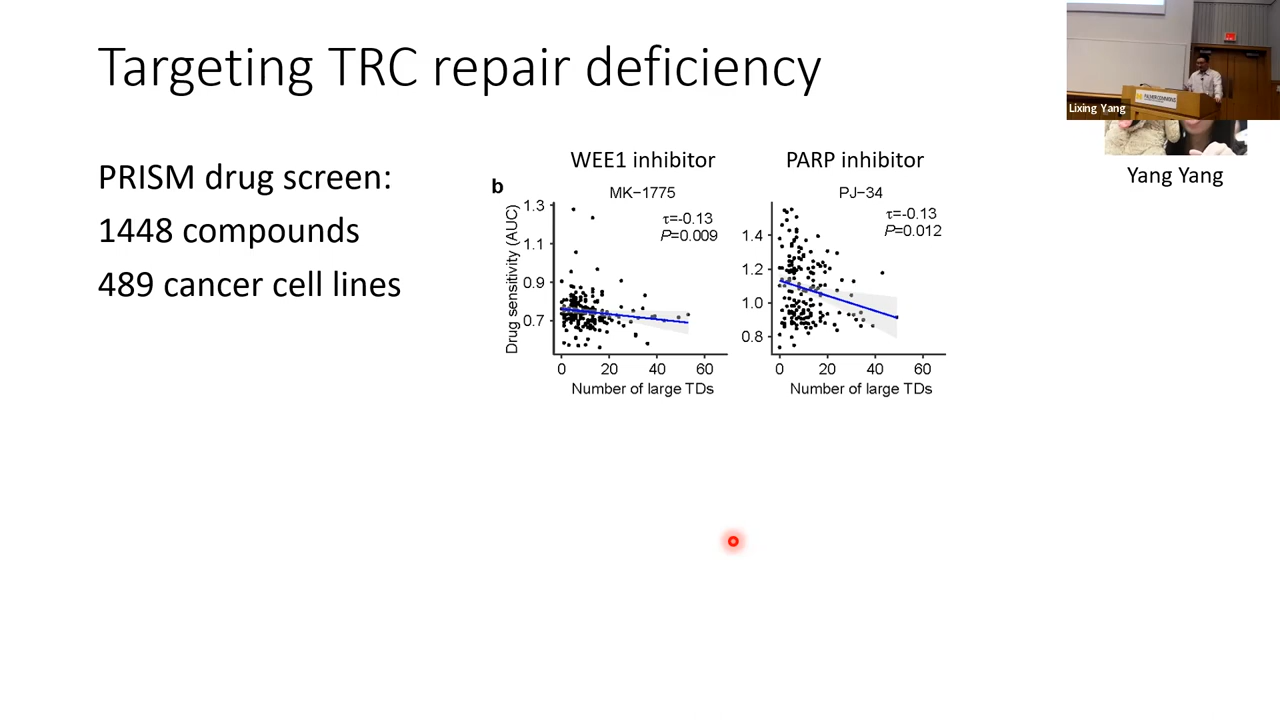 Targeting TRC repair deficiency
Lixing Yang
Yang Yang
PRISM drug screen:
1448 compounds
489 cancer cell lines
WEE1 inhibitor
PARP inhibitor
b
MK−1775
PJ−34
τ=-0.13
P=0.009
τ=-0.13
P=0.012
Drug sensitivity (AUC)
1.3
1.1
0.9
0.7
1.4
1.2
1.0
0.8
0 20 40 60
0 20 40 60
Number of large TDs
Number of large TDs